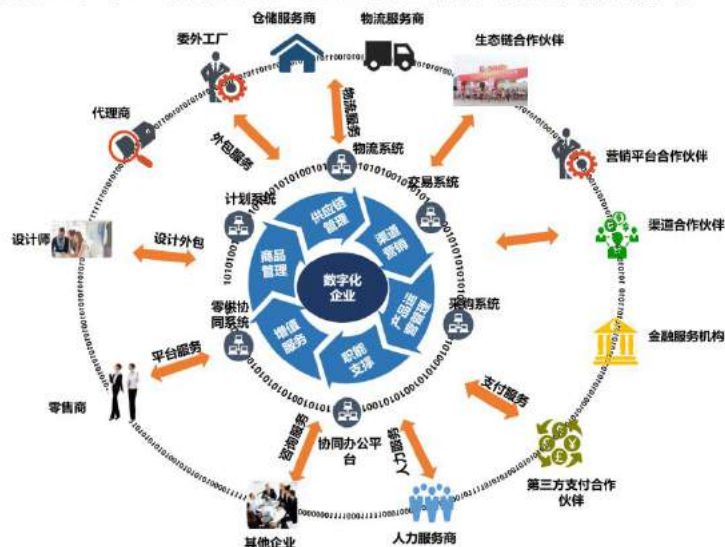 仓储服务商
物流服务商
委外工厂
生态链合作伙伴
代理商
物流服务
外包服务
物流系统
营销平台合作伙伴
计划系统
交易系统
供应链
管理
渠道
营销
渠道合作伙伴
设计师
设计外包
商品
管理
数字化
企业
产品运
营管理
采购系统
零供协
同系统
增值
服务
职能
支撑
金融服务机构
平台服务
支付服务
零售商
咨询服务
协同办公平
台
人力服务
第三方支付合作
伙伴
其他企业
人力服务商